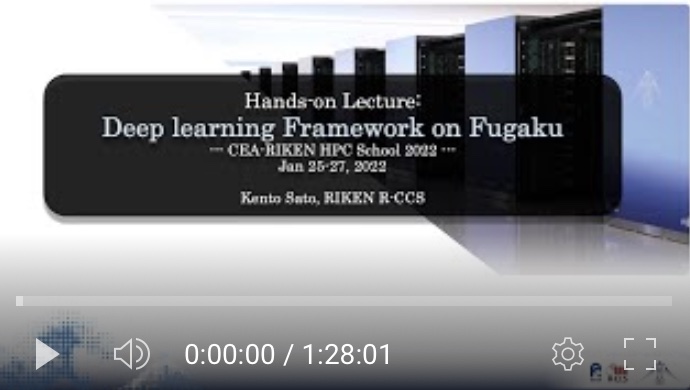 Hands-on Lecture:
Deep learning Framework on Fugaku
--- CEA-RIKEN HPC School 2022 ---
Jan 25-27, 2022
Kento Sato, RIKEN R-CCS
0:00:00 / 1:28:01